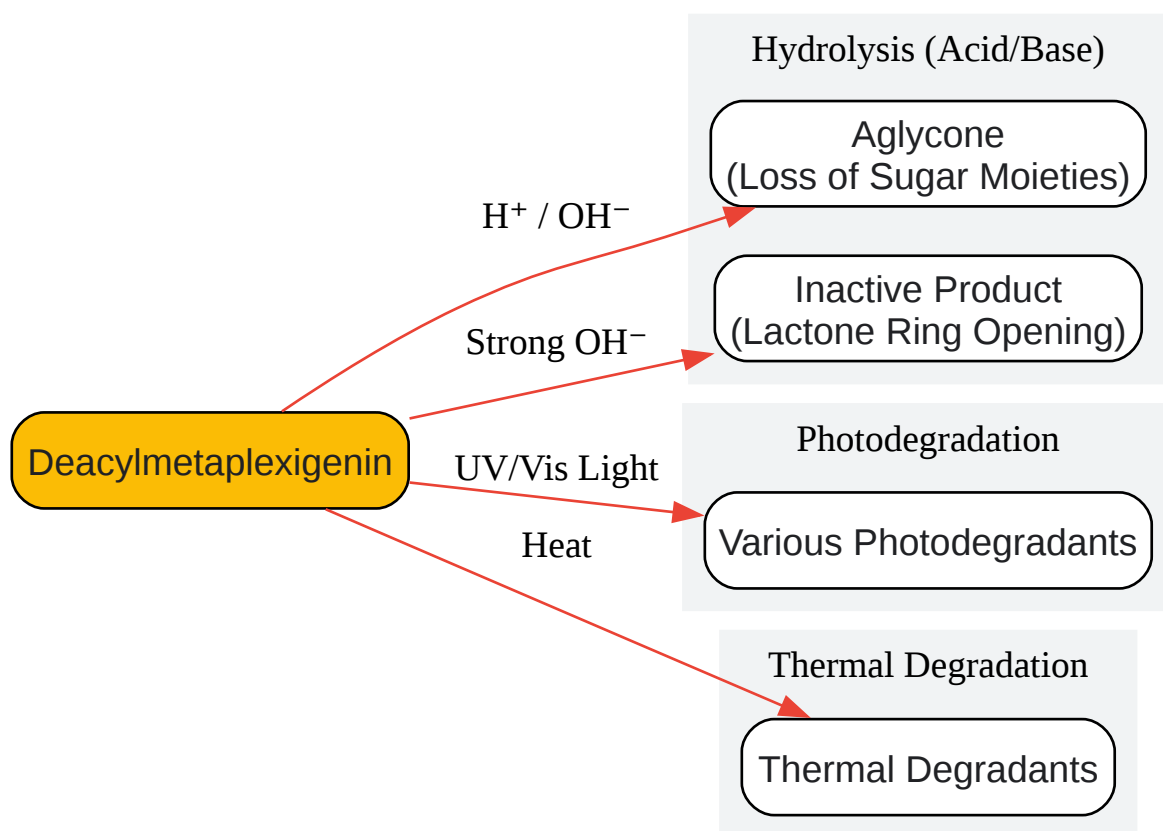 Hydrolysis (Acid/Base)
Aglycone
(Loss of Sugar Moieties)
H⁺ / OH⁻
Inactive Product
(Lactone Ring Opening)
Strong OH⁻
Deacylmetaplexigenin
Photodegradation
UV/Vis Light
Various Photodegradants
Heat
Thermal Degradation
Thermal Degradants